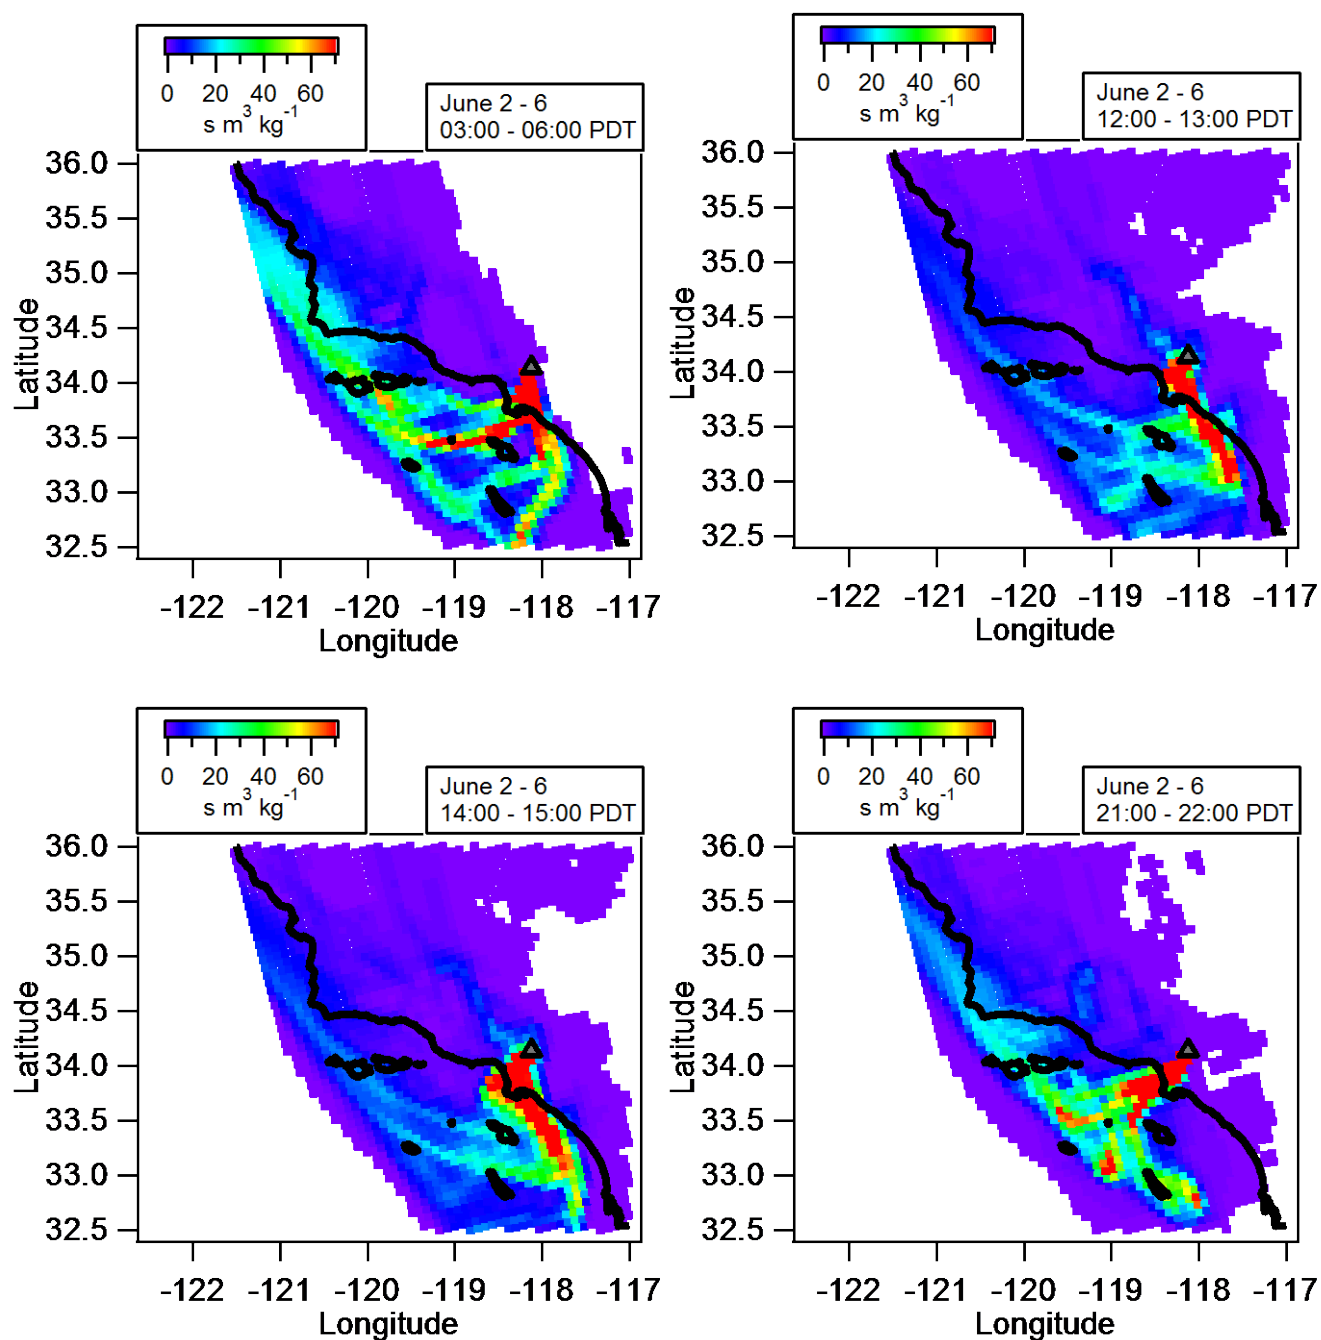 0 20 40 60
s m³ kg⁻¹
June 2 - 6
03:00 - 06:00 PDT
36.0
35.5
35.0
34.5
34.0
33.5
33.0
32.5
Latitude
-122 -121 -120 -119 -118 -117
Longitude
0 20 40 60
s m³ kg⁻¹
June 2 - 6
12:00 - 13:00 PDT
36.0
35.5
35.0
34.5
34.0
33.5
33.0
32.5
Latitude
-122 -121 -120 -119 -118 -117
Longitude
0 20 40 60
s m³ kg⁻¹
June 2 - 6
14:00 - 15:00 PDT
36.0
35.5
35.0
34.5
34.0
33.5
33.0
32.5
Latitude
-122 -121 -120 -119 -118 -117
Longitude
0 20 40 60
s m³ kg⁻¹
June 2 - 6
21:00 - 22:00 PDT
36.0
35.5
35.0
34.5
34.0
33.5
33.0
32.5
Latitude
-122 -121 -120 -119 -118 -117
Longitude